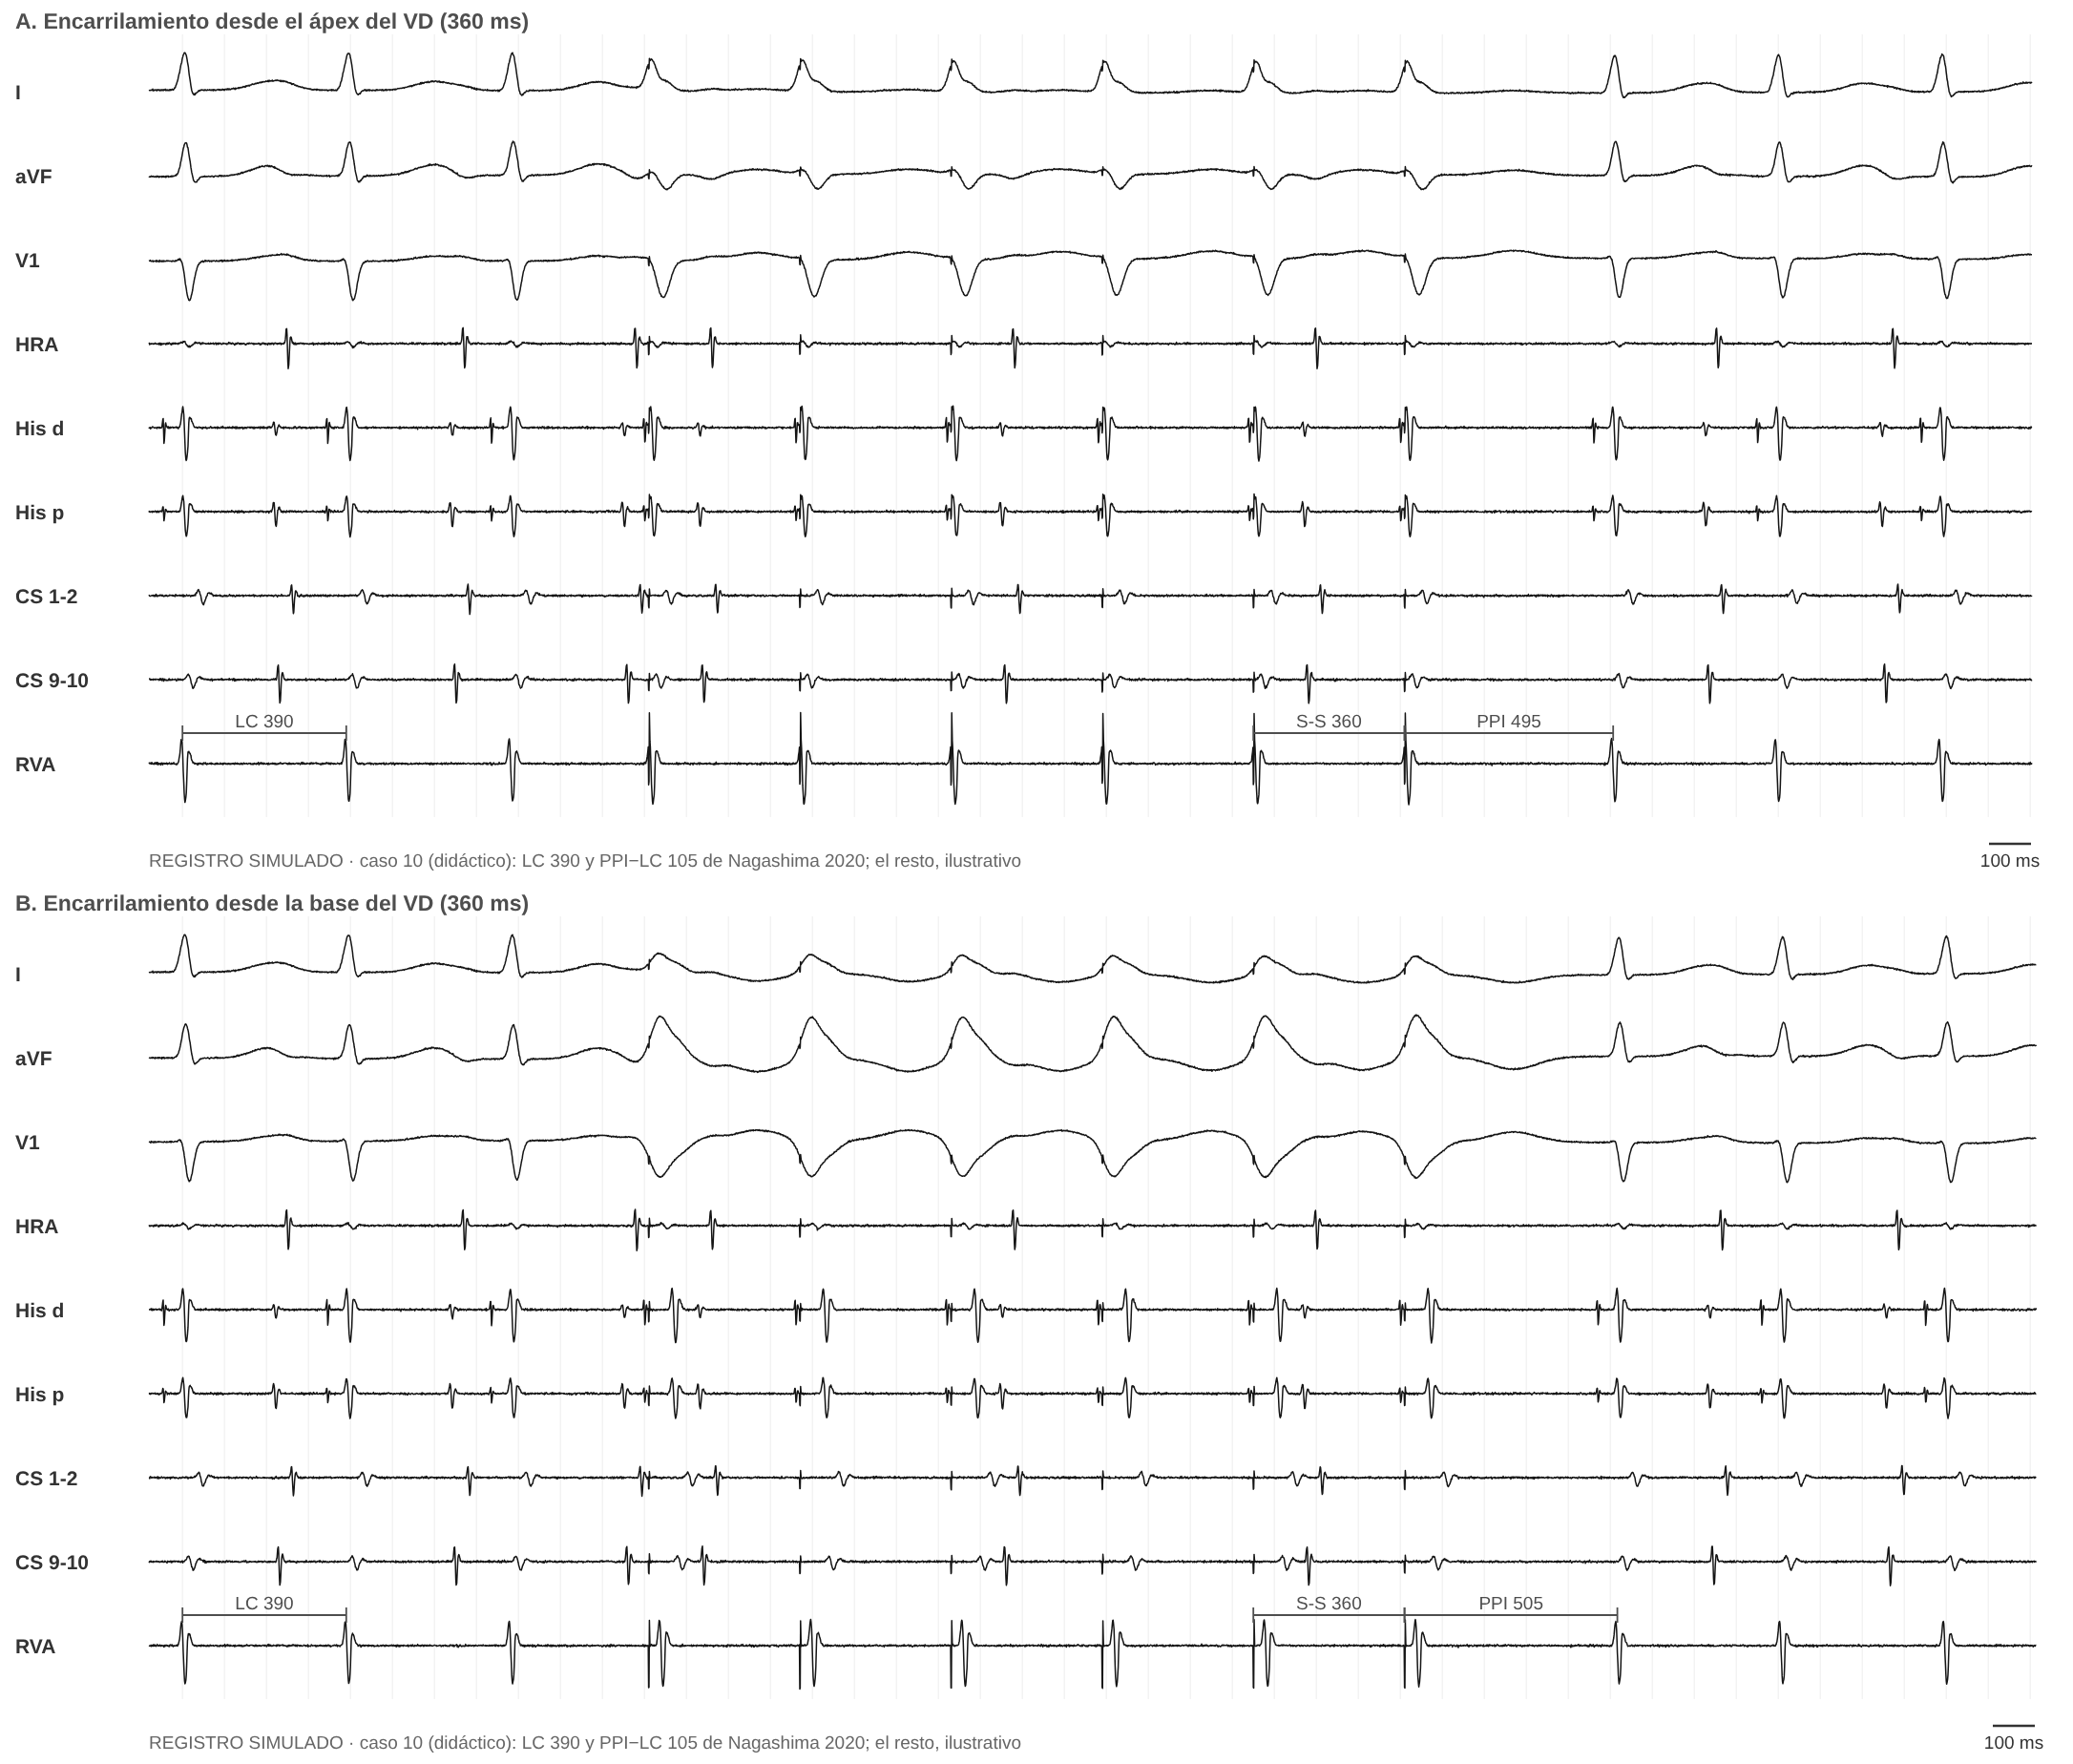 A. Encarrilamiento desde el ápex del VD (360 ms)
I
aVF
V1
HRA
His d
His p
CS 1-2
CS 9-10
LC 390
S-S 360
PPI 495
RVA
REGISTRO SIMULADO · caso 10 (didáctico): LC 390 y PPI−LC 105 de Nagashima 2020; el resto, ilustrativo
100 ms
B. Encarrilamiento desde la base del VD (360 ms)
I
aVF
V1
HRA
His d
His p
CS 1-2
CS 9-10
LC 390
S-S 360
PPI 505
RVA
REGISTRO SIMULADO · caso 10 (didáctico): LC 390 y PPI−LC 105 de Nagashima 2020; el resto, ilustrativo
100 ms